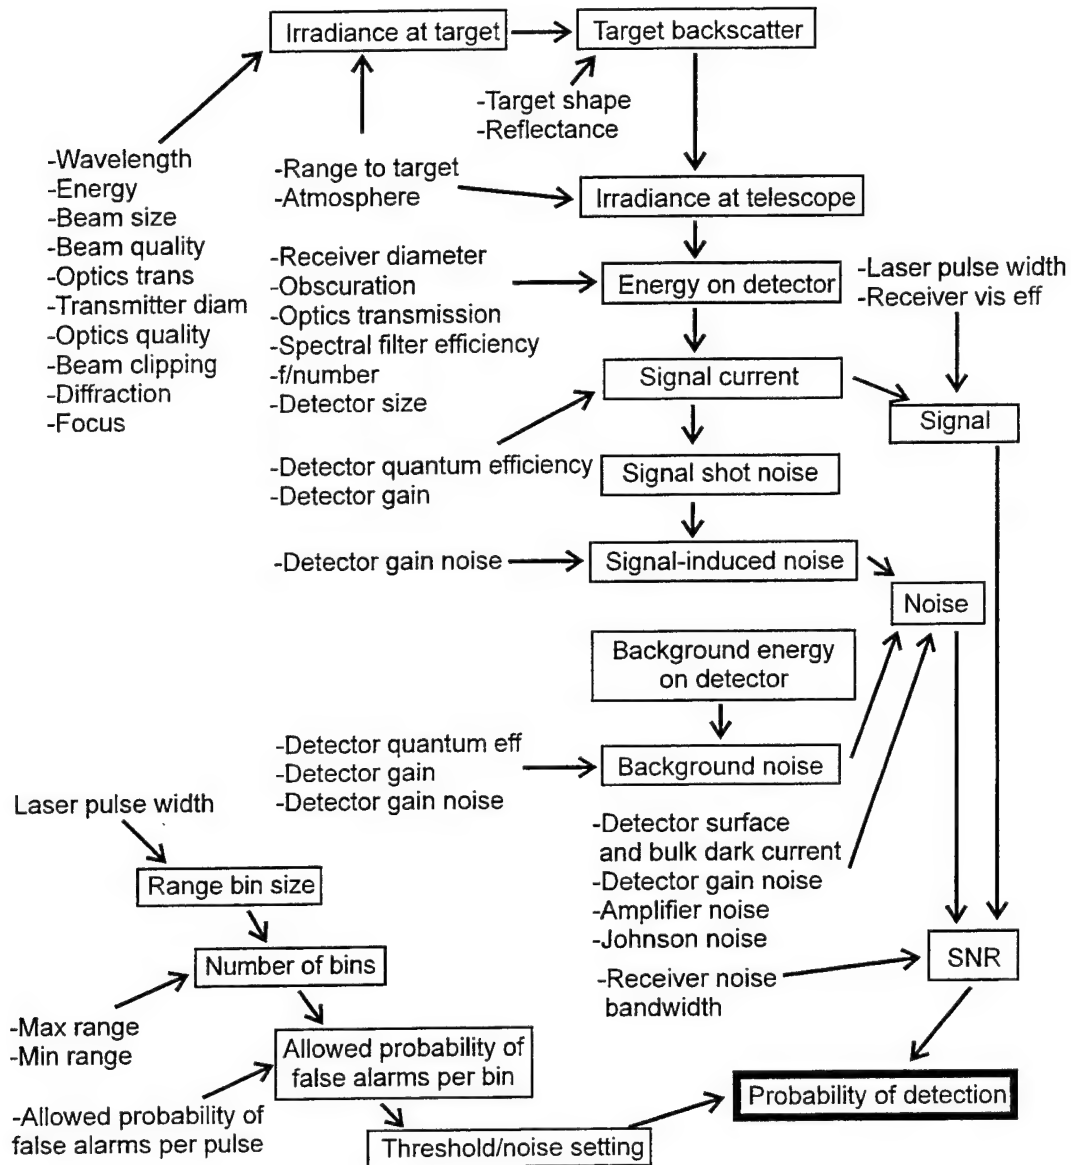 Irradiance at target
Target backscatter
-Target shape
-Reflectance
-Wavelength
-Energy
-Beam size
-Beam quality
-Optics trans
-Transmitter diam
-Optics quality
-Beam clipping
-Diffraction
-Focus
-Range to target
-Atmosphere
Irradiance at telescope
-Receiver diameter
-Obscuration
-Optics transmission
-Spectral filter efficiency
-f/number
-Detector size
Energy on detector
-Laser pulse width
-Receiver vis eff
Signal current
Signal
-Detector quantum efficiency
-Detector gain
Signal shot noise
-Detector gain noise
Signal-induced noise
Noise
Background energy
on detector
-Detector quantum eff
-Detector gain
-Detector gain noise
Background noise
-Detector surface
and bulk dark current
-Detector gain noise
-Amplifier noise
-Johnson noise
Laser pulse width
Range bin size
Number of bins
SNR
-Receiver noise
bandwidth
-Max range
-Min range
Allowed probability of
false alarms per bin
-Allowed probability of
false alarms per pulse
Probability of detection
Threshold/noise setting